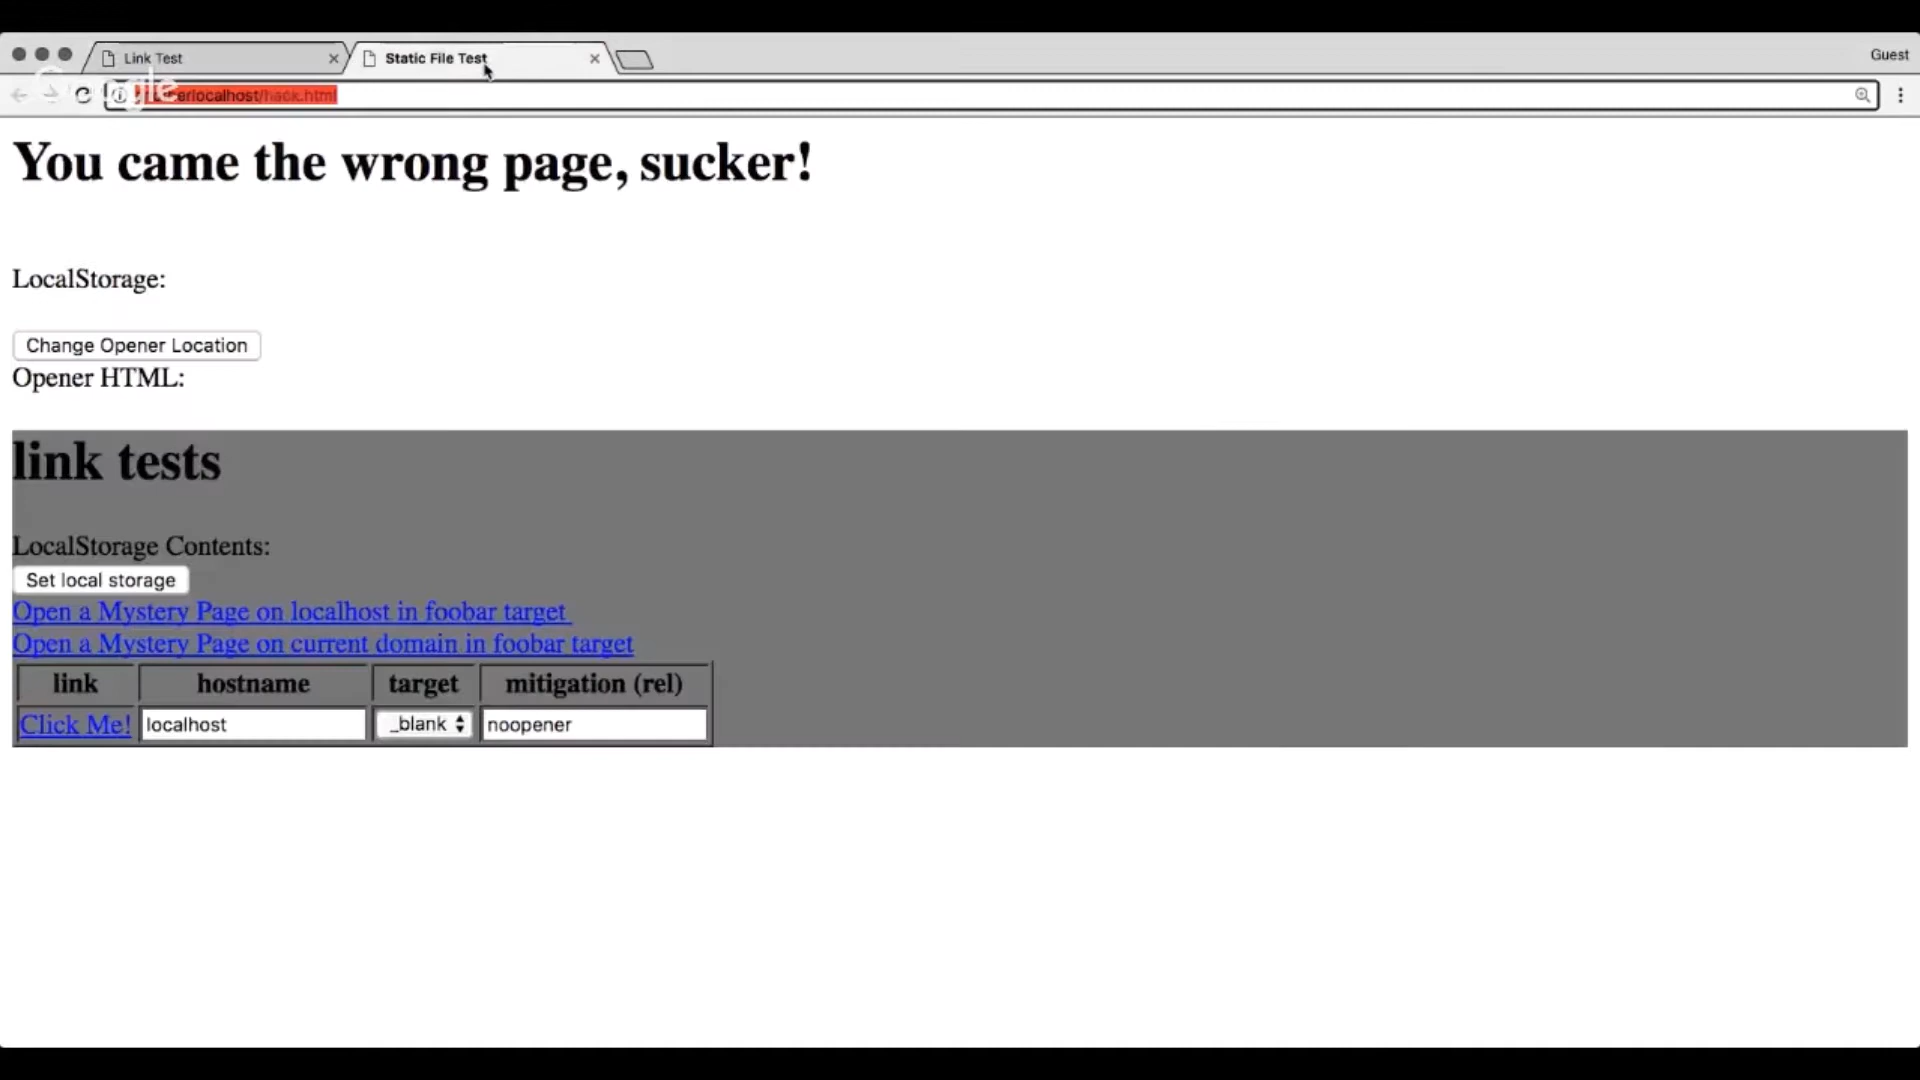 Link Test
Static File Test
Guest
Google
erlocalhost/hack.html
You came the wrong page, sucker!
LocalStorage:
Change Opener Location
Opener HTML:
link tests
LocalStorage Contents:
Set local storage
Open a Mystery Page on localhost in foobar target
Open a Mystery Page on current domain in foobar target
link hostname target mitigation (rel)
Click Me! localhost _blank noopener